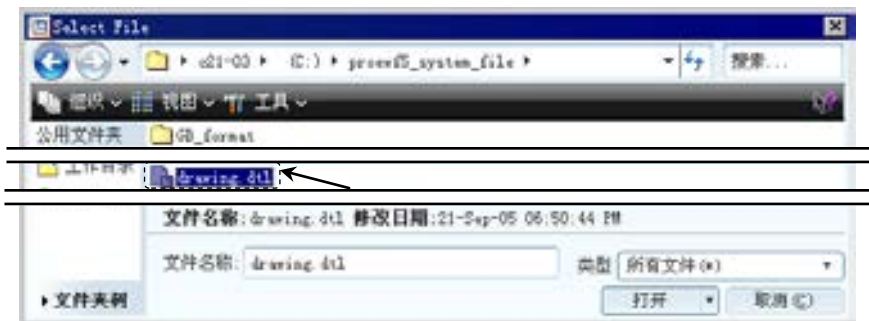 Select File
c21-03 ▸ (C:) ▸ proewf5_system_file ▸ 搜索...
组织 视图 工具
公用文件夹 GB_format
工作目录 drawing.dtl
文件名称:drawing.dtl 修改日期:21-Sep-05 06:50:44 PM
文件名称: drawing.dtl 类型 所有文件(*)
▸ 文件夹树 打开 取消(C)